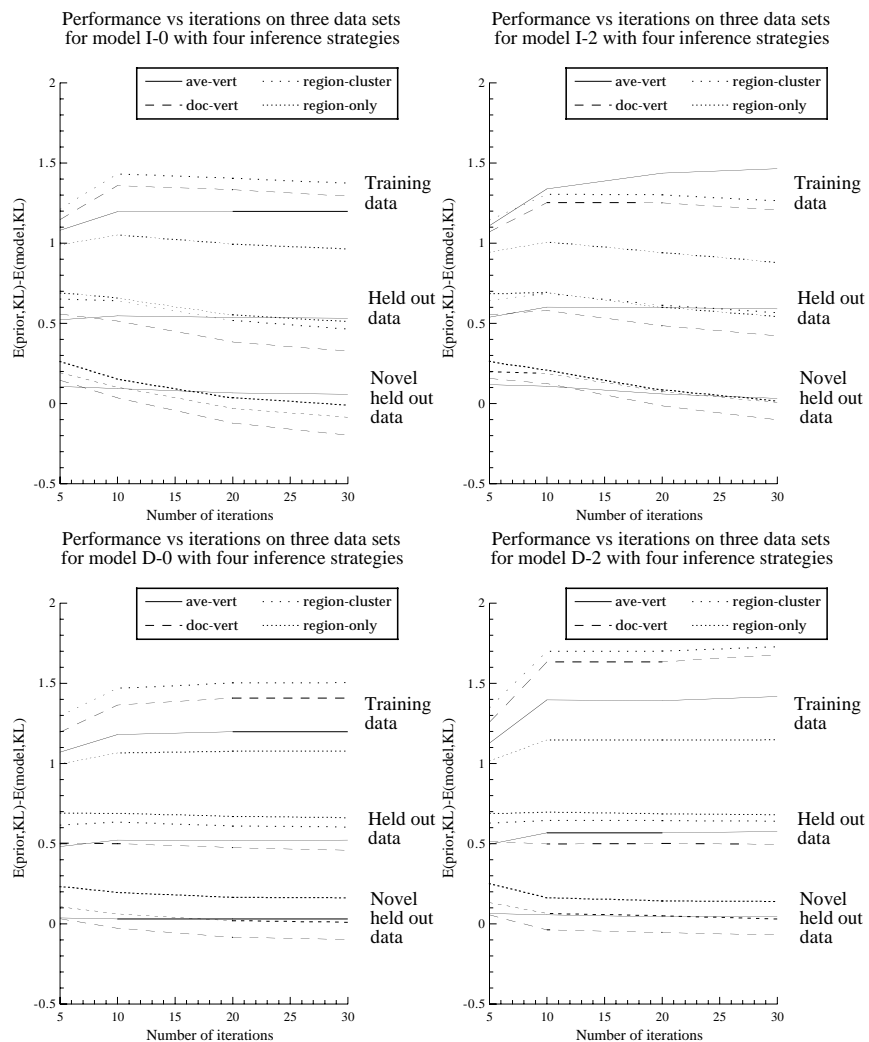 Performance vs iterations on three data sets
for model I-0 with four inference strategies
2
ave-vert
region-cluster
doc-vert
region-only
1.5
Training
data
E(prior,KL)-E(model,KL)
1
Held out
data
0.5
Novel
held out
data
0
-0.5
5 10 15 20 25 30
Number of iterations
Performance vs iterations on three data sets
for model I-2 with four inference strategies
2
ave-vert
region-cluster
doc-vert
region-only
1.5
Training
data
E(prior,KL)-E(model,KL)
1
Held out
data
0.5
Novel
held out
data
0
-0.5
5 10 15 20 25 30
Number of iterations
Performance vs iterations on three data sets
for model D-0 with four inference strategies
2
ave-vert
region-cluster
doc-vert
region-only
1.5
Training
data
E(prior,KL)-E(model,KL)
1
Held out
data
0.5
Novel
held out
data
0
-0.5
5 10 15 20 25 30
Number of iterations
Performance vs iterations on three data sets
for model D-2 with four inference strategies
2
ave-vert
region-cluster
doc-vert
region-only
1.5
Training
data
E(prior,KL)-E(model,KL)
1
Held out
data
0.5
Novel
held out
data
0
-0.5
5 10 15 20 25 30
Number of iterations